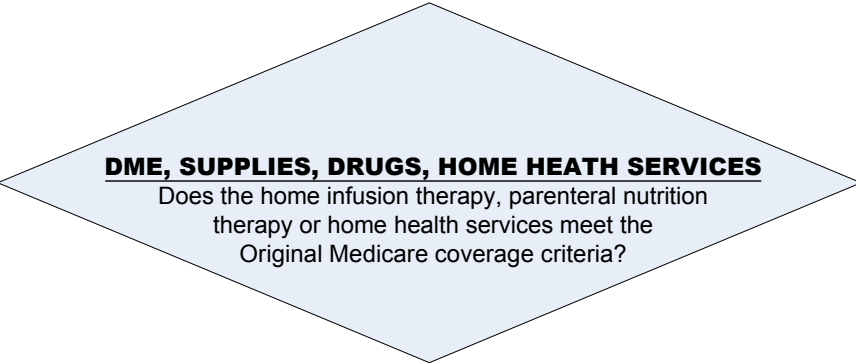 DME, SUPPLIES, DRUGS, HOME HEATH SERVICES
Does the home infusion therapy, parenteral nutrition
therapy or home health services meet the
Original Medicare coverage criteria?